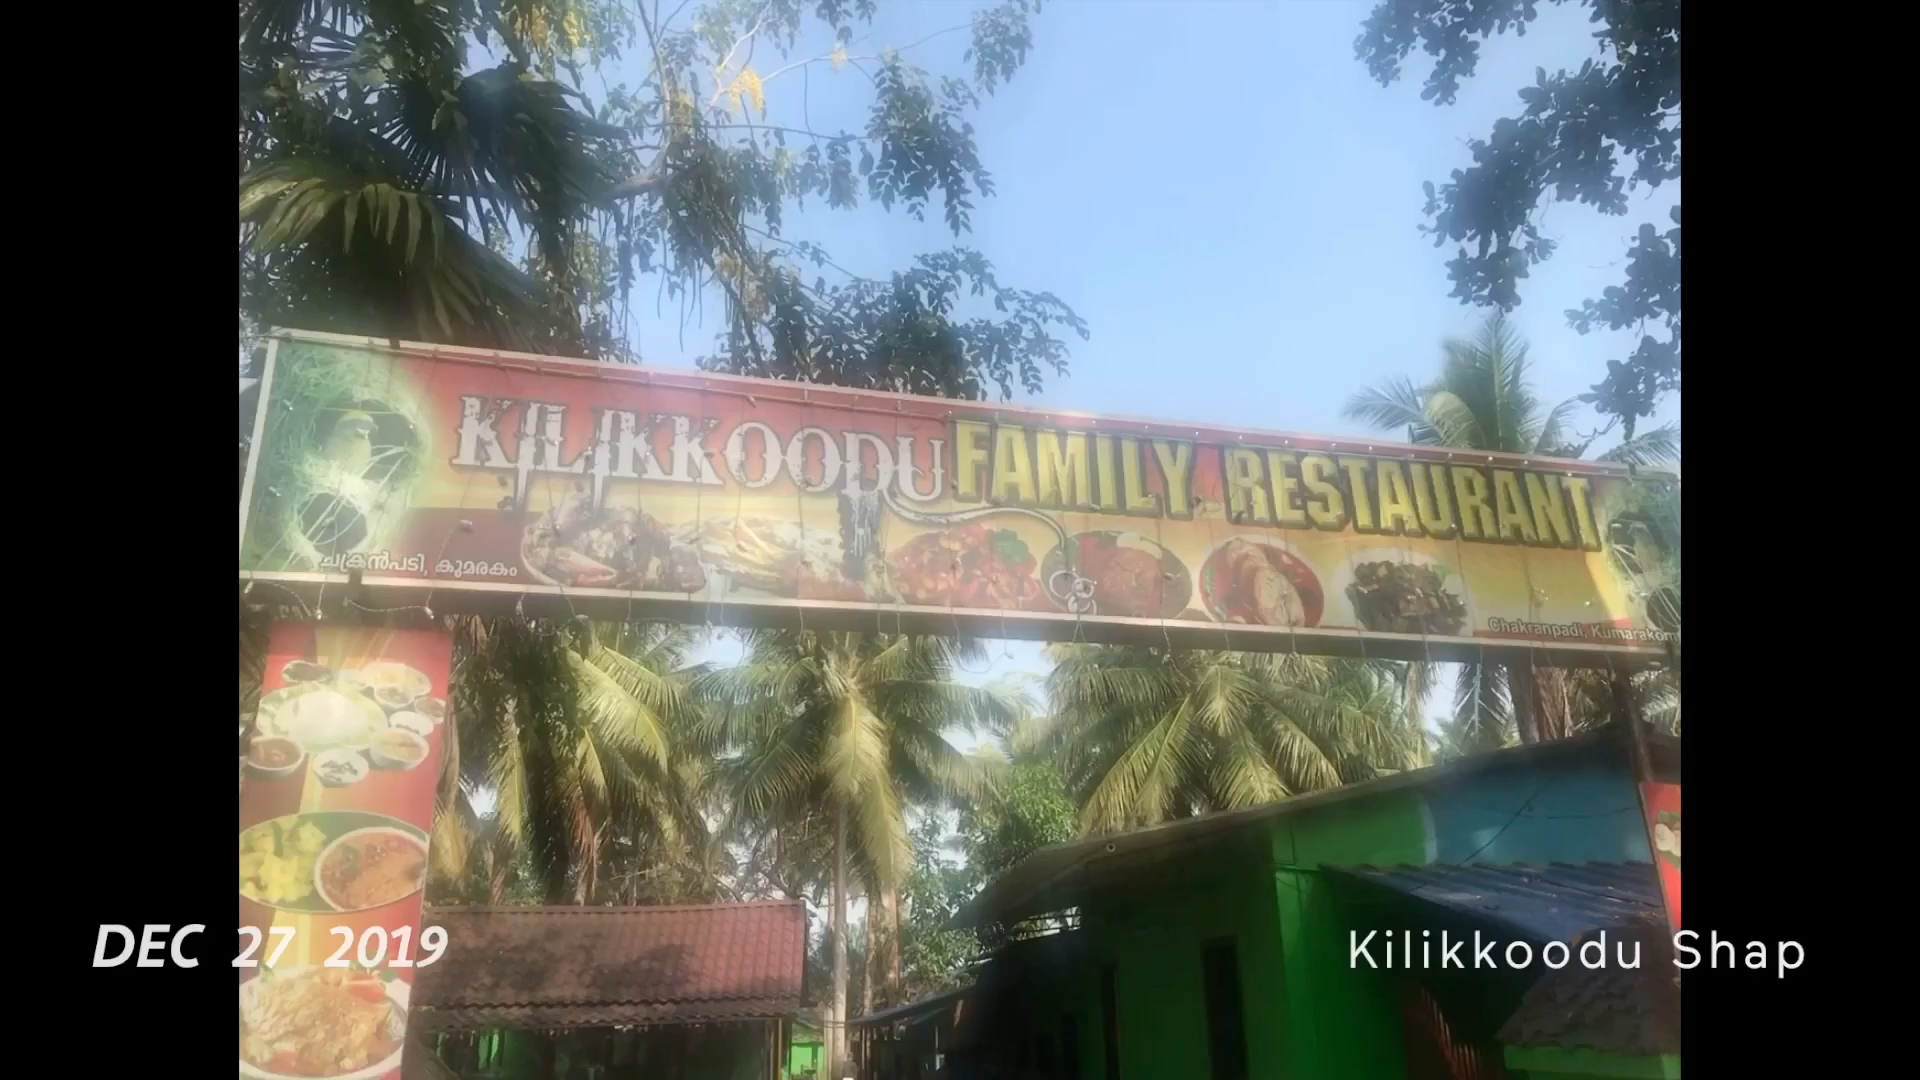 KILIKKOODU FAMILY RESTAURANT
ചക്രൻപടി, കുമരകം
Chakranpadi, Kumarakom
DEC 27 2019
Kilikkoodu Shap